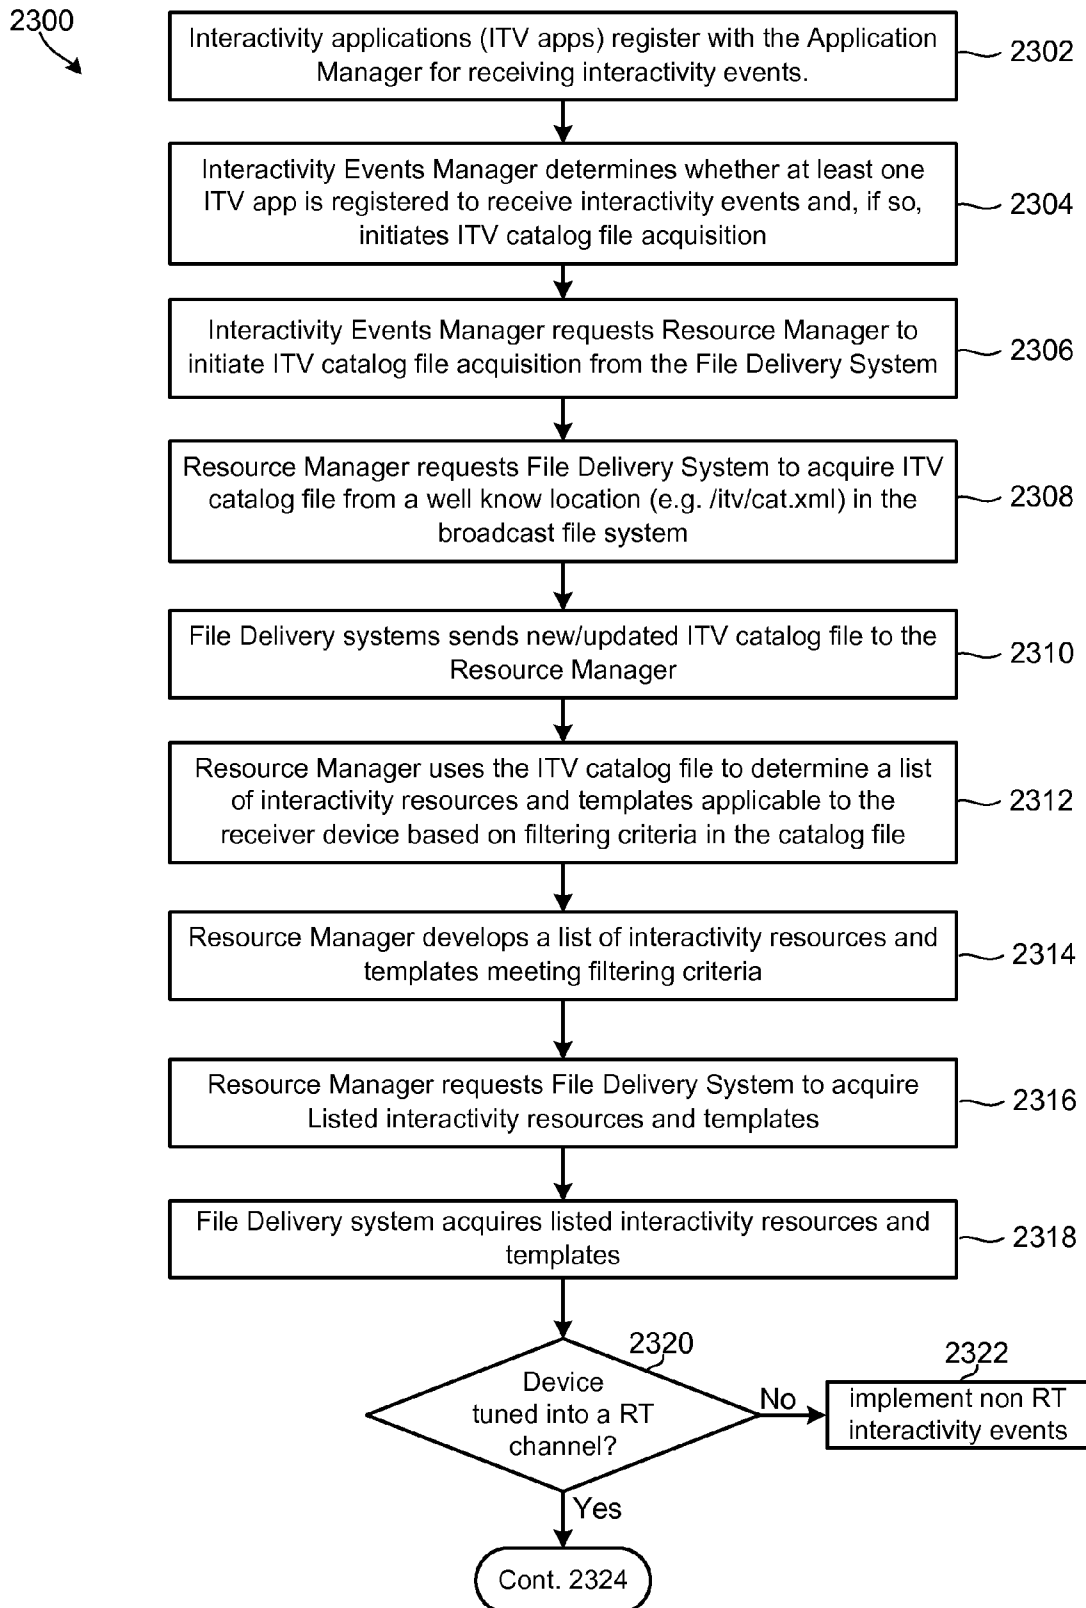 2300
Interactivity applications (ITV apps) register with the Application
Manager for receiving interactivity events.
2302
Interactivity Events Manager determines whether at least one
ITV app is registered to receive interactivity events and, if so,
initiates ITV catalog file acquisition
2304
Interactivity Events Manager requests Resource Manager to
initiate ITV catalog file acquisition from the File Delivery System
2306
Resource Manager requests File Delivery System to acquire ITV
catalog file from a well know location (e.g. /itv/cat.xml) in the
broadcast file system
2308
File Delivery systems sends new/updated ITV catalog file to the
Resource Manager
2310
Resource Manager uses the ITV catalog file to determine a list
of interactivity resources and templates applicable to the
receiver device based on filtering criteria in the catalog file
2312
Resource Manager develops a list of interactivity resources and
templates meeting filtering criteria
2314
Resource Manager requests File Delivery System to acquire
Listed interactivity resources and templates
2316
File Delivery system acquires listed interactivity resources and
templates
2318
2320
Device
tuned into a RT
channel?
No
2322
implement non RT
interactivity events
Yes
Cont. 2324